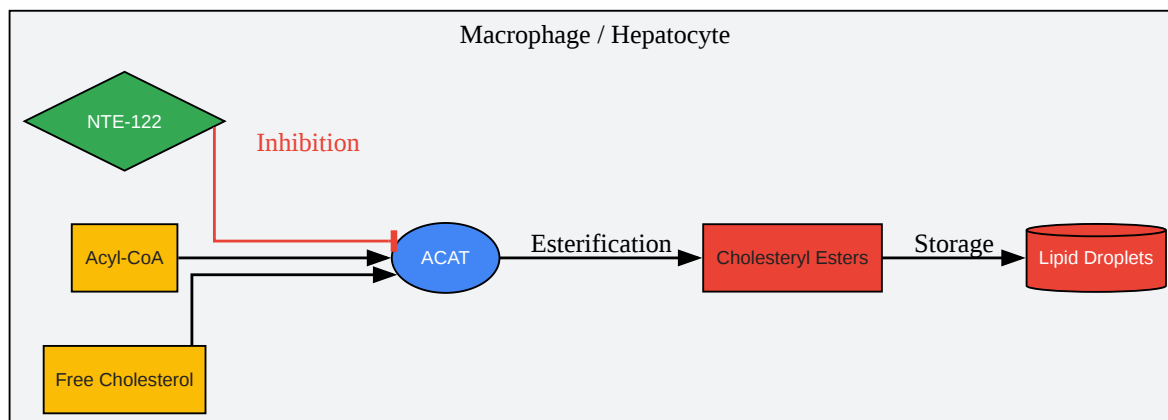 Macrophage / Hepatocyte
NTE-122
Inhibition
Acyl-CoA
ACAT
Esterification
Cholesteryl Esters
Storage
Lipid Droplets
Free Cholesterol